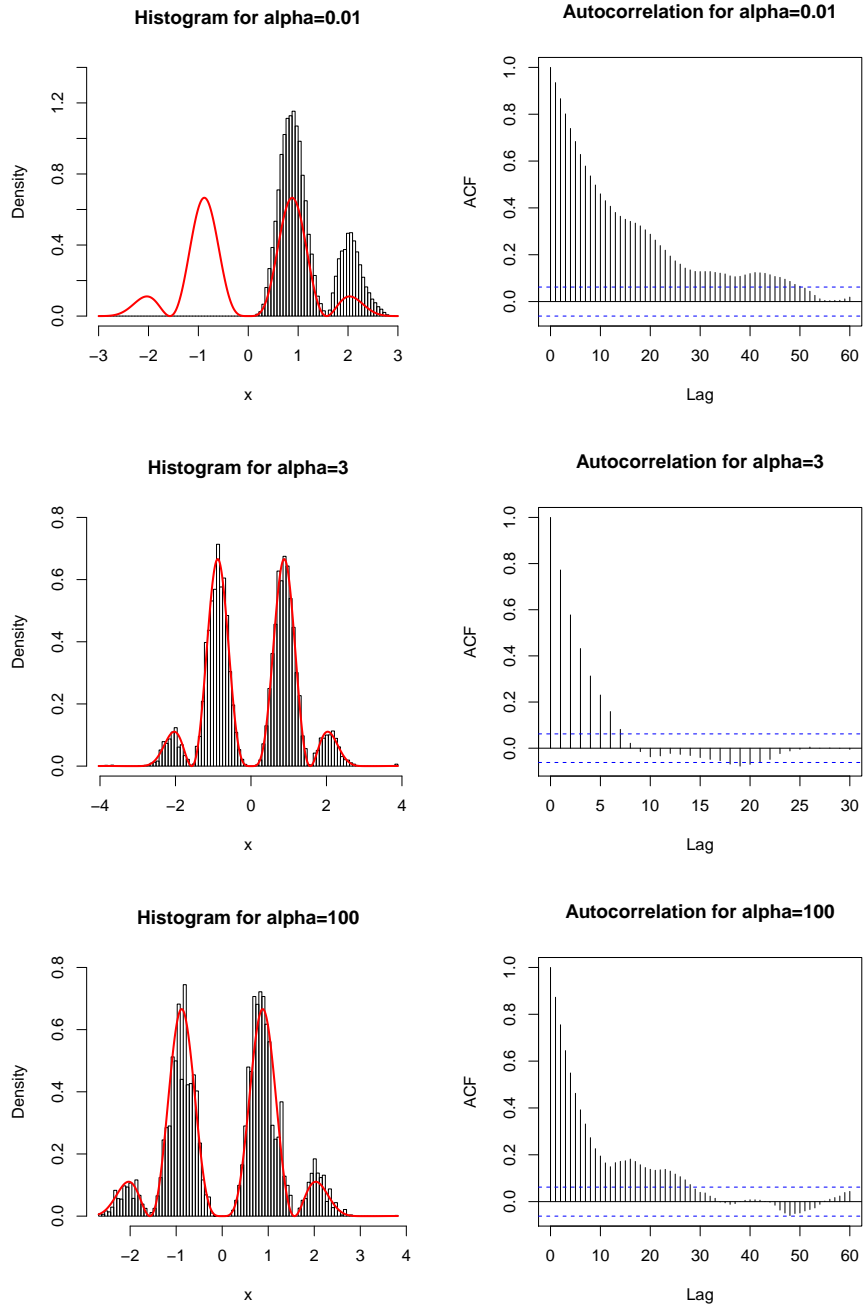 Histogram for alpha=0.01
Density
0.0 0.4 0.8 1.2
−3 −2 −1 0 1 2 3
x
Autocorrelation for alpha=0.01
ACF
0.0 0.2 0.4 0.6 0.8 1.0
0 10 20 30 40 50 60
Lag
Histogram for alpha=3
Density
0.0 0.2 0.4 0.6 0.8
−4 −2 0 2 4
x
Autocorrelation for alpha=3
ACF
0.0 0.2 0.4 0.6 0.8 1.0
0 5 10 15 20 25 30
Lag
Histogram for alpha=100
Density
0.0 0.2 0.4 0.6 0.8
−2 −1 0 1 2 3 4
x
Autocorrelation for alpha=100
ACF
0.0 0.2 0.4 0.6 0.8 1.0
0 10 20 30 40 50 60
Lag